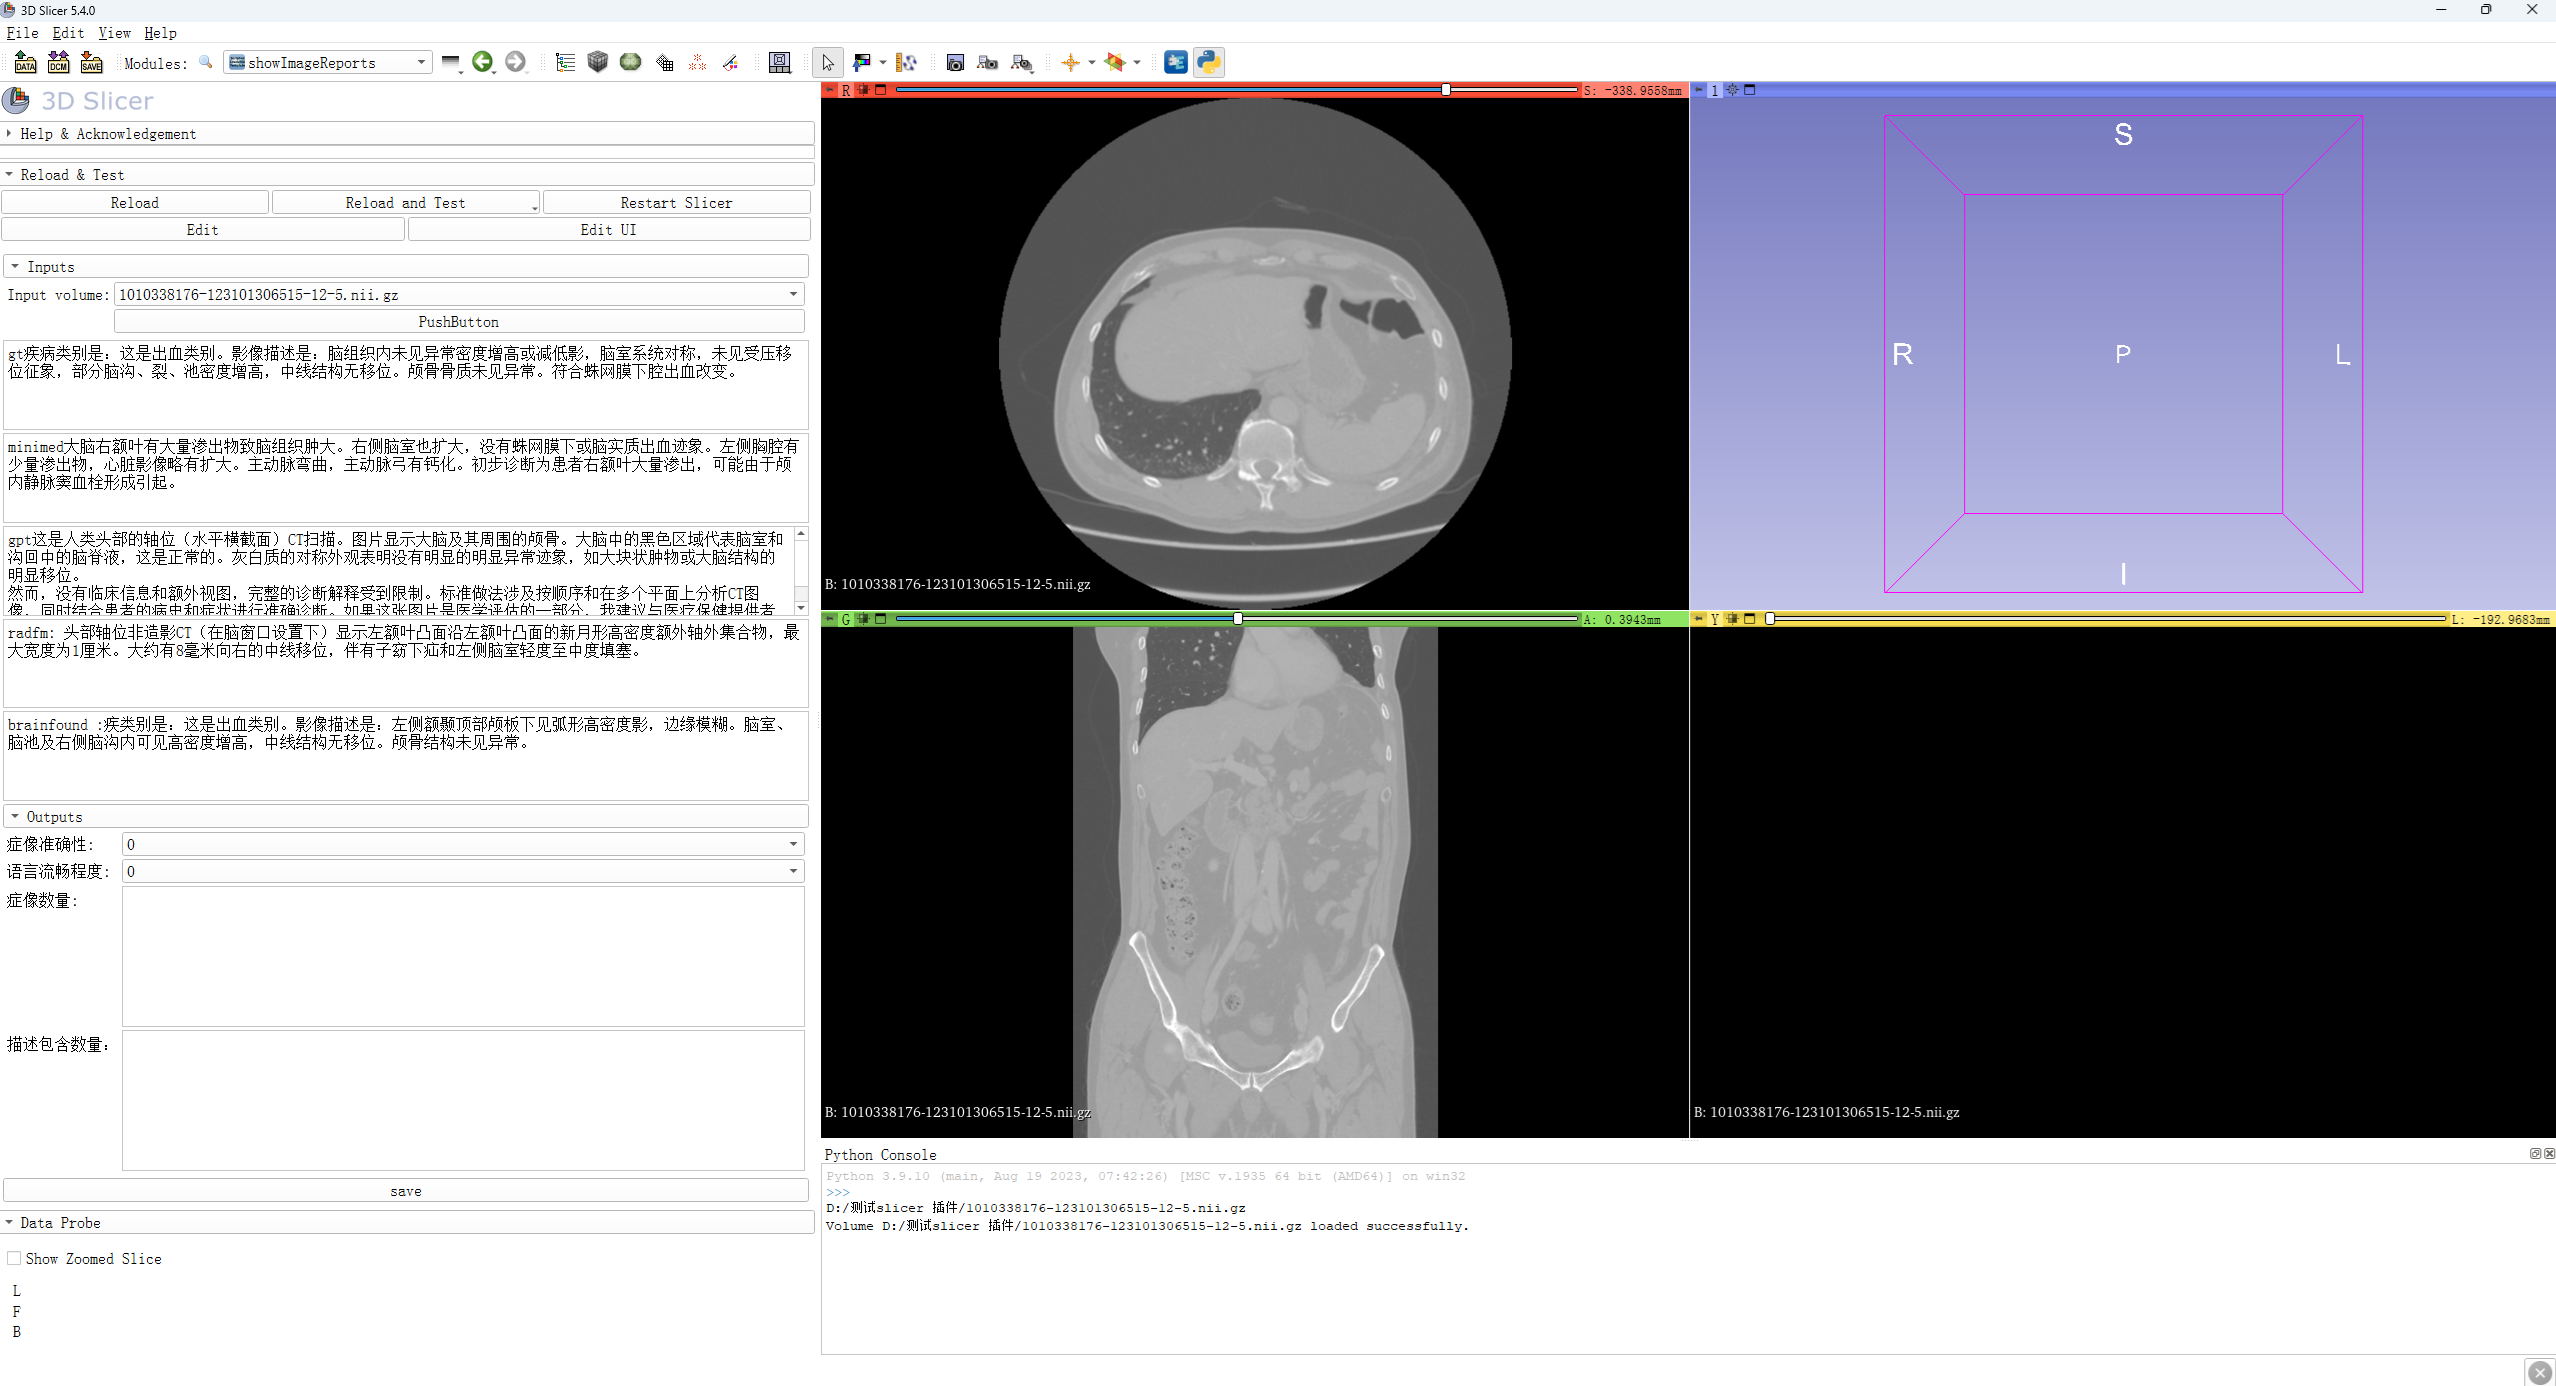 3D Slicer 5.4.0
File Edit View Help
DATA DCM SAVE Modules: showImageReports
3D Slicer
Help & Acknowledgement
Reload & Test
Reload Reload and Test Restart Slicer
Edit Edit UI
Inputs
Input volume: 1010338176-123101306515-12-5.nii.gz
PushButton
gt疾病类别是：这是出血类别。影像描述是：脑组织内未见异常密度增高或减低影，脑室系统对称，未见受压移
位征象，部分脑沟、裂、池密度增高，中线结构无移位。颅骨骨质未见异常。符合蛛网膜下腔出血改变。
minimed大脑右额叶有大量渗出物致脑组织肿大。右侧脑室也扩大，没有蛛网膜下或脑实质出血迹象。左侧胸腔有
少量渗出物，心脏影像略有扩大。主动脉弯曲，主动脉弓有钙化。初步诊断为患者右额叶大量渗出，可能由于颅
内静脉窦血栓形成引起。
gpt这是人类头部的轴位（水平横截面）CT扫描。图片显示大脑及其周围的颅骨。大脑中的黑色区域代表脑室和
沟回中的脑脊液，这是正常的。灰白质的对称外观表明没有明显的明显异常迹象，如大块状肿物或大脑结构的
明显移位。
然而，没有临床信息和额外视图，完整的诊断解释受到限制。标准做法涉及按顺序和在多个平面上分析CT图
像，同时结合患者的病史和症状进行准确诊断。如果这张图片是医学评估的一部分，我建议与医疗保健提供者
radfm: 头部轴位非造影CT（在脑窗口设置下）显示左额叶凸面沿左额叶凸面的新月形高密度额外轴外集合物，最
大宽度为1厘米。大约有8毫米向右的中线移位，伴有子窈下疝和左侧脑室轻度至中度填塞。
brainfound :疾类别是：这是出血类别。影像描述是：左侧额颞顶部颅板下见弧形高密度影，边缘模糊。脑室、
脑池及右侧脑沟内可见高密度增高，中线结构无移位。颅骨结构未见异常。
Outputs
症像准确性: 0
语言流畅程度: 0
症像数量:
描述包含数量:
save
Data Probe
Show Zoomed Slice
L
F
B
R S: -338.9558mm
B: 1010338176-123101306515-12-5.nii.gz
1
S
R P L
I
G A: 0.3943mm
B: 1010338176-123101306515-12-5.nii.gz
Y L: -192.9683mm
B: 1010338176-123101306515-12-5.nii.gz
Python Console
Python 3.9.10 (main, Aug 19 2023, 07:42:26) [MSC v.1935 64 bit (AMD64)] on win32
>>>
D:/测试slicer 插件/1010338176-123101306515-12-5.nii.gz
Volume D:/测试slicer 插件/1010338176-123101306515-12-5.nii.gz loaded successfully.